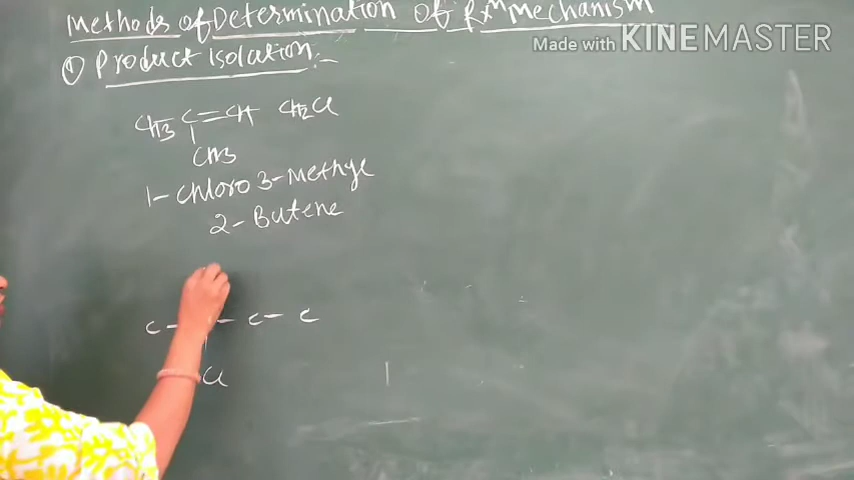 Methods of Determination of Rxn Mechanism
Made with KINEMASTER
① Product isolation :-
CH3 - C = CH - CH2Cl
CH3
1-Chloro 3-Methyl
2-Butene
C - - C - C
Cl